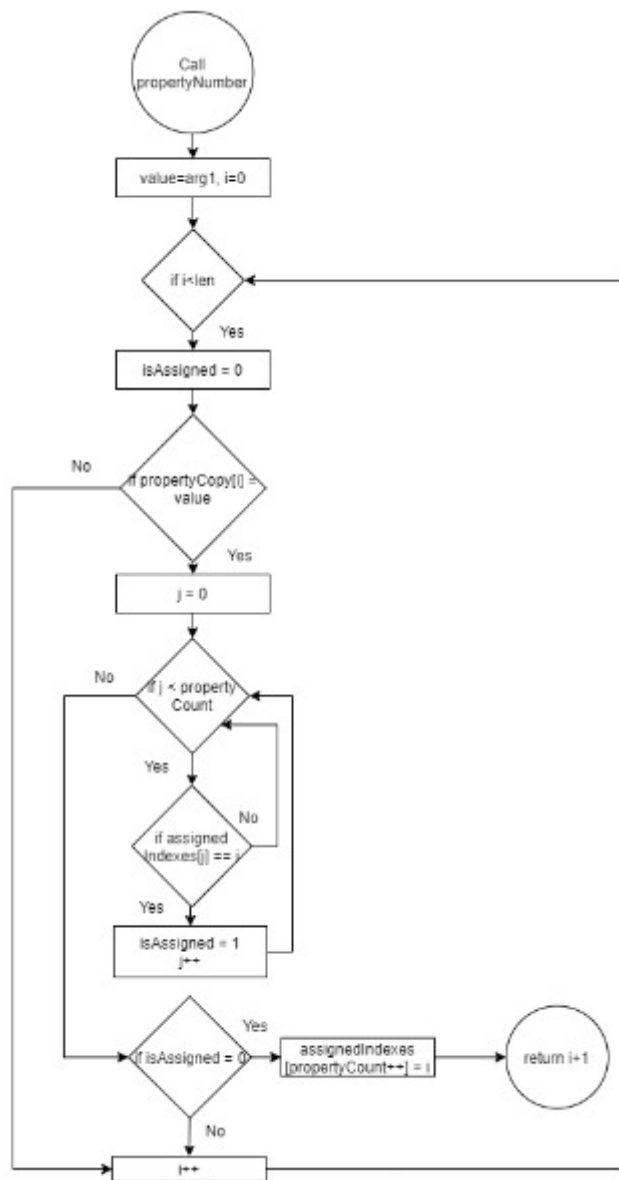 Call
propertyNumber
value=arg1, i=0
if i<len
Yes
isAssigned = 0
No
if propertyCopy[i] =
value
Yes
j = 0
No
if j < property
Count
Yes
No
if assigned
Indexes[j] == i
Yes
isAssigned = 1
j++
Yes
if isAssigned = 0
assignedIndexes
[propertyCount++] = i
return i+1
No
i++